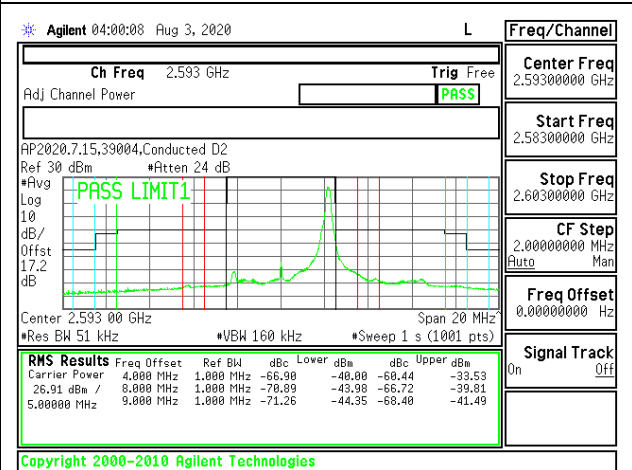 Agilent 04:00:08 Aug 3, 2020 L
Freq/Channel
Ch Freq 2.593 GHz Trig Free
Adj Channel Power PASS
Center Freq
2.59300000 GHz
Start Freq
2.58300000 GHz
AP2020.7.15,39004,Conducted D2
Ref 30 dBm #Atten 24 dB
#Avg
Log
10
dB/
Offst
17.2
dB
PASS LIMIT1
Stop Freq
2.60300000 GHz
CF Step
2.00000000 MHz
Auto Man
Freq Offset
0.00000000 Hz
Center 2.593 00 GHz Span 20 MHz^
#Res BW 51 kHz #VBW 160 kHz #Sweep 1 s (1001 pts)
Signal Track
On Off
RMS Results Freq Offset Ref BW dBc Lower dBm dBc Upper dBm
Carrier Power 4.000 MHz 1.000 MHz -66.90 -40.00 -60.44 -33.53
26.91 dBm / 8.000 MHz 1.000 MHz -70.89 -43.98 -66.72 -39.81
5.00000 MHz 9.000 MHz 1.000 MHz -71.26 -44.35 -68.40 -41.49
Copyright 2000-2010 Agilent Technologies